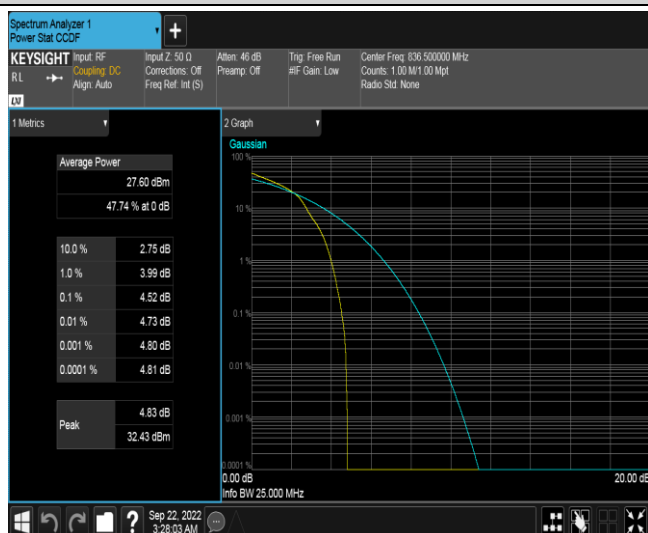 Spectrum Analyzer 1
Power Stat CCDF
KEYSIGHT
RL
LXI
Input: RF
Coupling: DC
Align: Auto
Input Z: 50 Ω
Corrections: Off
Freq Ref: Int (S)
Atten: 46 dB
Preamp: Off
Trig: Free Run
#IF Gain: Low
Center Freq: 836.500000 MHz
Counts: 1.00 M/1.00 Mpt
Radio Std: None
1 Metrics
Average Power
27.60 dBm
47.74 % at 0 dB
10.0 % 2.75 dB
1.0 % 3.99 dB
0.1 % 4.52 dB
0.01 % 4.73 dB
0.001 % 4.80 dB
0.0001 % 4.81 dB
Peak
4.83 dB
32.43 dBm
2 Graph
Gaussian
100 %
10 %
1 %
0.1 %
0.01 %
0.001 %
0.0001 %
0.00 dB
20.00 dB
Info BW 25.000 MHz
?
Sep 22, 2022
3:28:03 AM